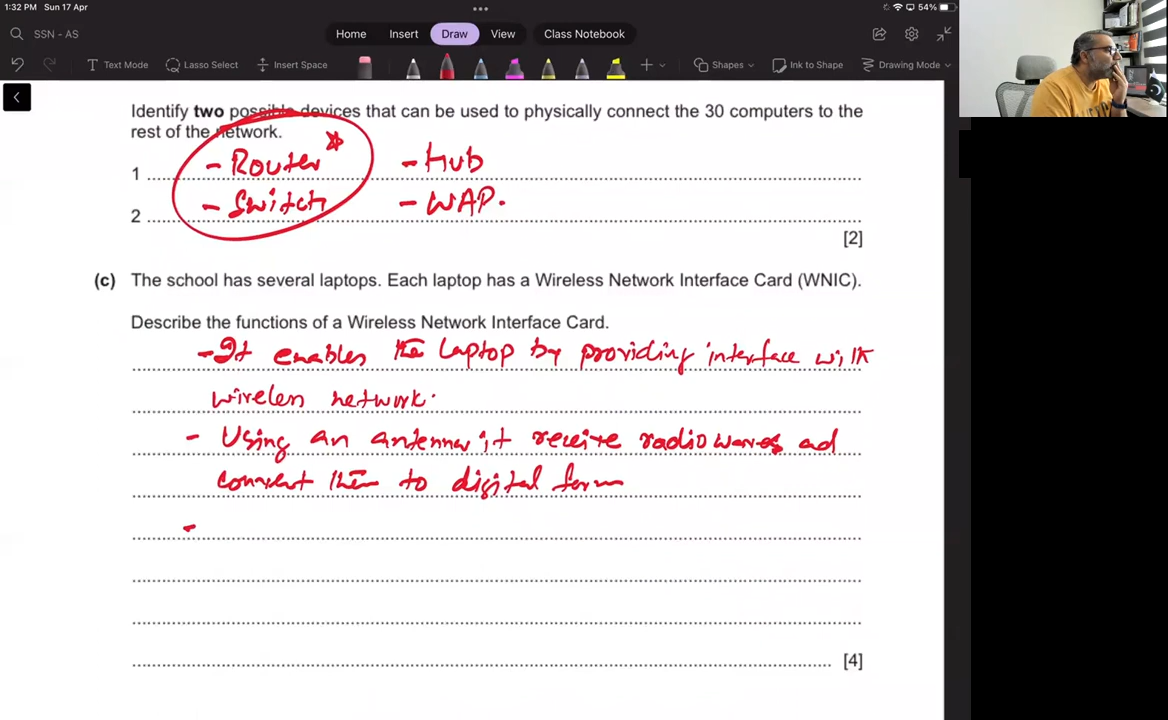 1:32 PM Sun 17 Apr
54%
SSN - AS
Home Insert Draw View Class Notebook
Text Mode Lasso Select Insert Space Shapes Ink to Shape Drawing Mode
Identify two possible devices that can be used to physically connect the 30 computers to the
rest of the network.
1 - Router - Hub
2 - Switch - WAP.
[2]
(c) The school has several laptops. Each laptop has a Wireless Network Interface Card (WNIC).
Describe the functions of a Wireless Network Interface Card.
- It enables the laptop by providing interface with
wireless network.
- Using an antenna it receive radio waves ad
convert them to digital form
-
[4]